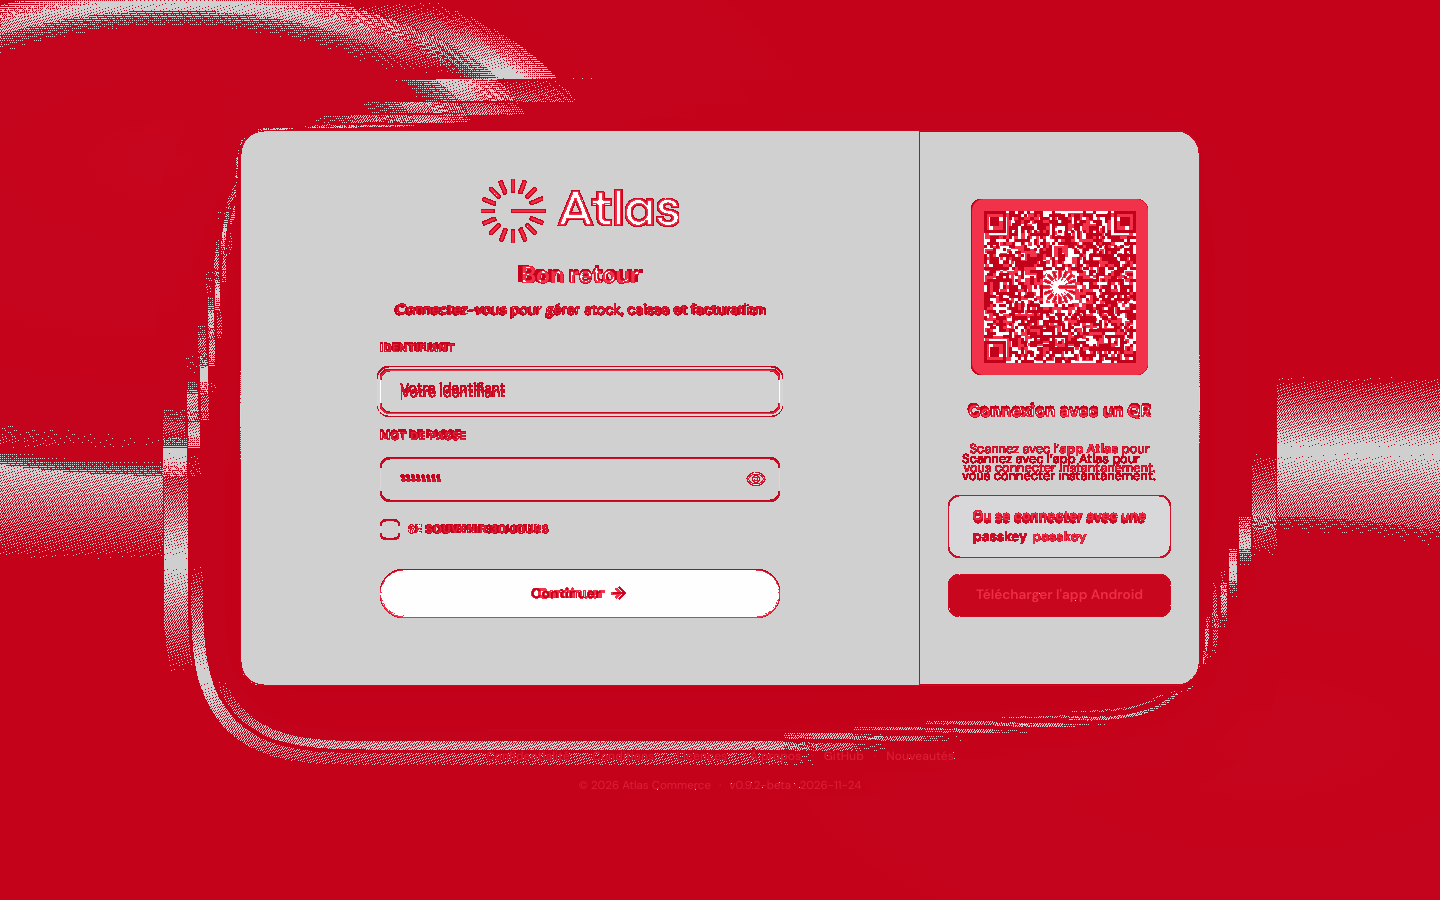 Atlas
Bon retour
Connectez-vous pour gérer stock, caisse et facturation
IDENTIFIANT
Votre identifiant
MOT DE PASSE
Continuer →
Connexion avec un QR
Scannez avec l'app Atlas pour
vous connecter instantanément.
Ou se connecter avec une
passkey
Télécharger l'app Android
GitHub Nouveautés
© 2026 Atlas Commerce · v0.9.2-beta · 2026-11-24